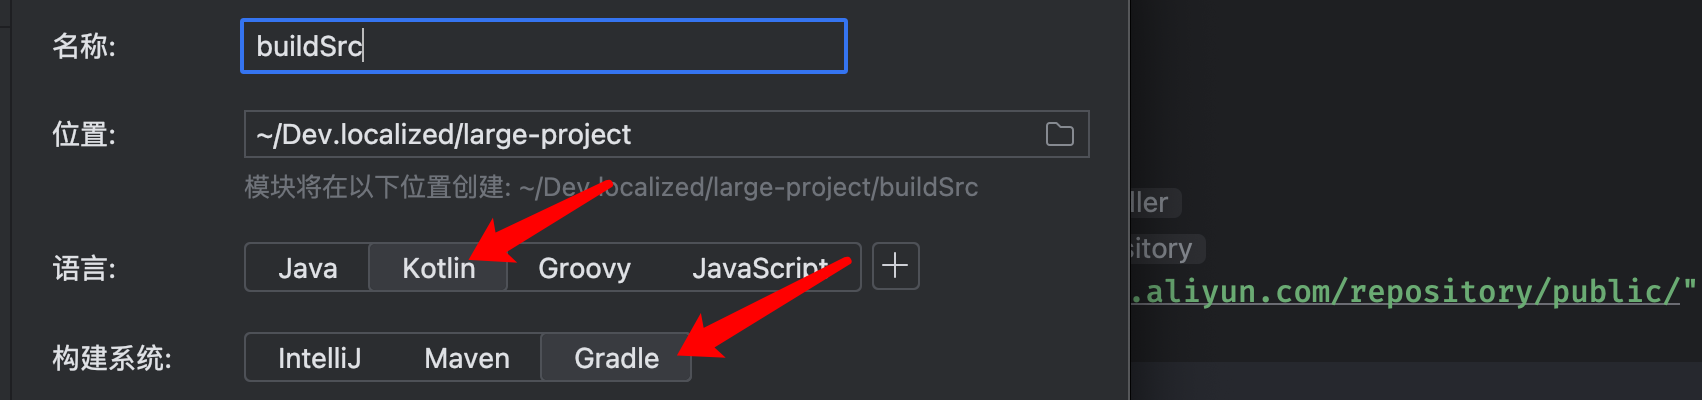 名称:
buildSrc
位置:
~/Dev.localized/large-project
模块将在以下位置创建: ~/Dev.localized/large-project/buildSrc
ller
语言:
Java Kotlin Groovy JavaScript +
sitory
.aliyun.com/repository/public/"
构建系统:
IntelliJ Maven Gradle